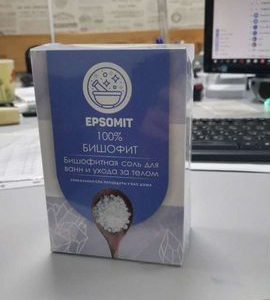 EPSOMIT
100%
БИШОФИТ
Бишофитная соль для
ванн и ухода за телом